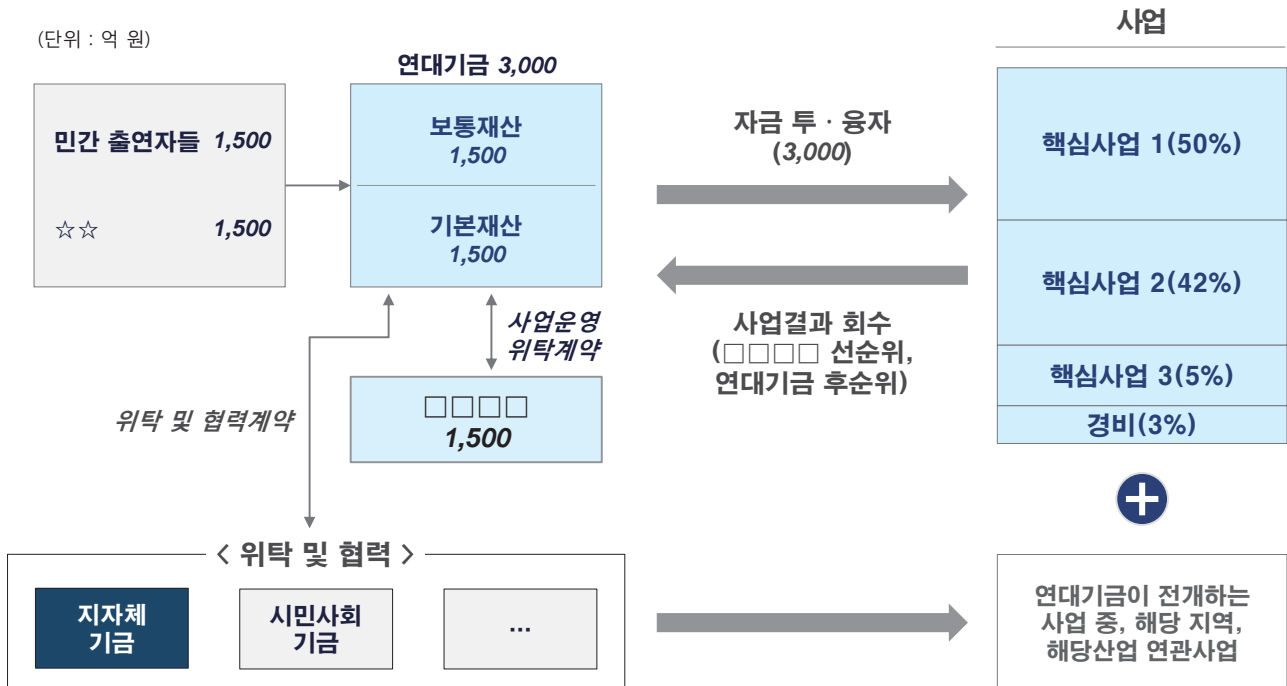 (단위 : 억 원)
사업
연대기금 3,000
민간 출연자들 1,500
☆☆ 1,500
보통재산
1,500
기본재산
1,500
자금 투 · 융자
(3,000)
사업결과 회수
(□□□□ 선순위,
연대기금 후순위)
핵심사업 1(50%)
핵심사업 2(42%)
핵심사업 3(5%)
경비(3%)
사업운영
위탁계약
□□□□
1,500
위탁 및 협력계약
+
< 위탁 및 협력 >
지자체
기금
시민사회
기금
...
연대기금이 전개하는
사업 중, 해당 지역,
해당산업 연관사업